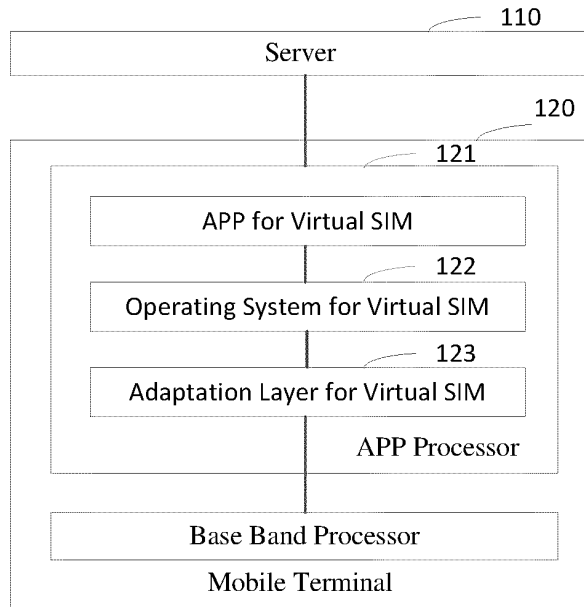 110
Server
120
121
APP for Virtual SIM
122
Operating System for Virtual SIM
123
Adaptation Layer for Virtual SIM
APP Processor
Base Band Processor
Mobile Terminal